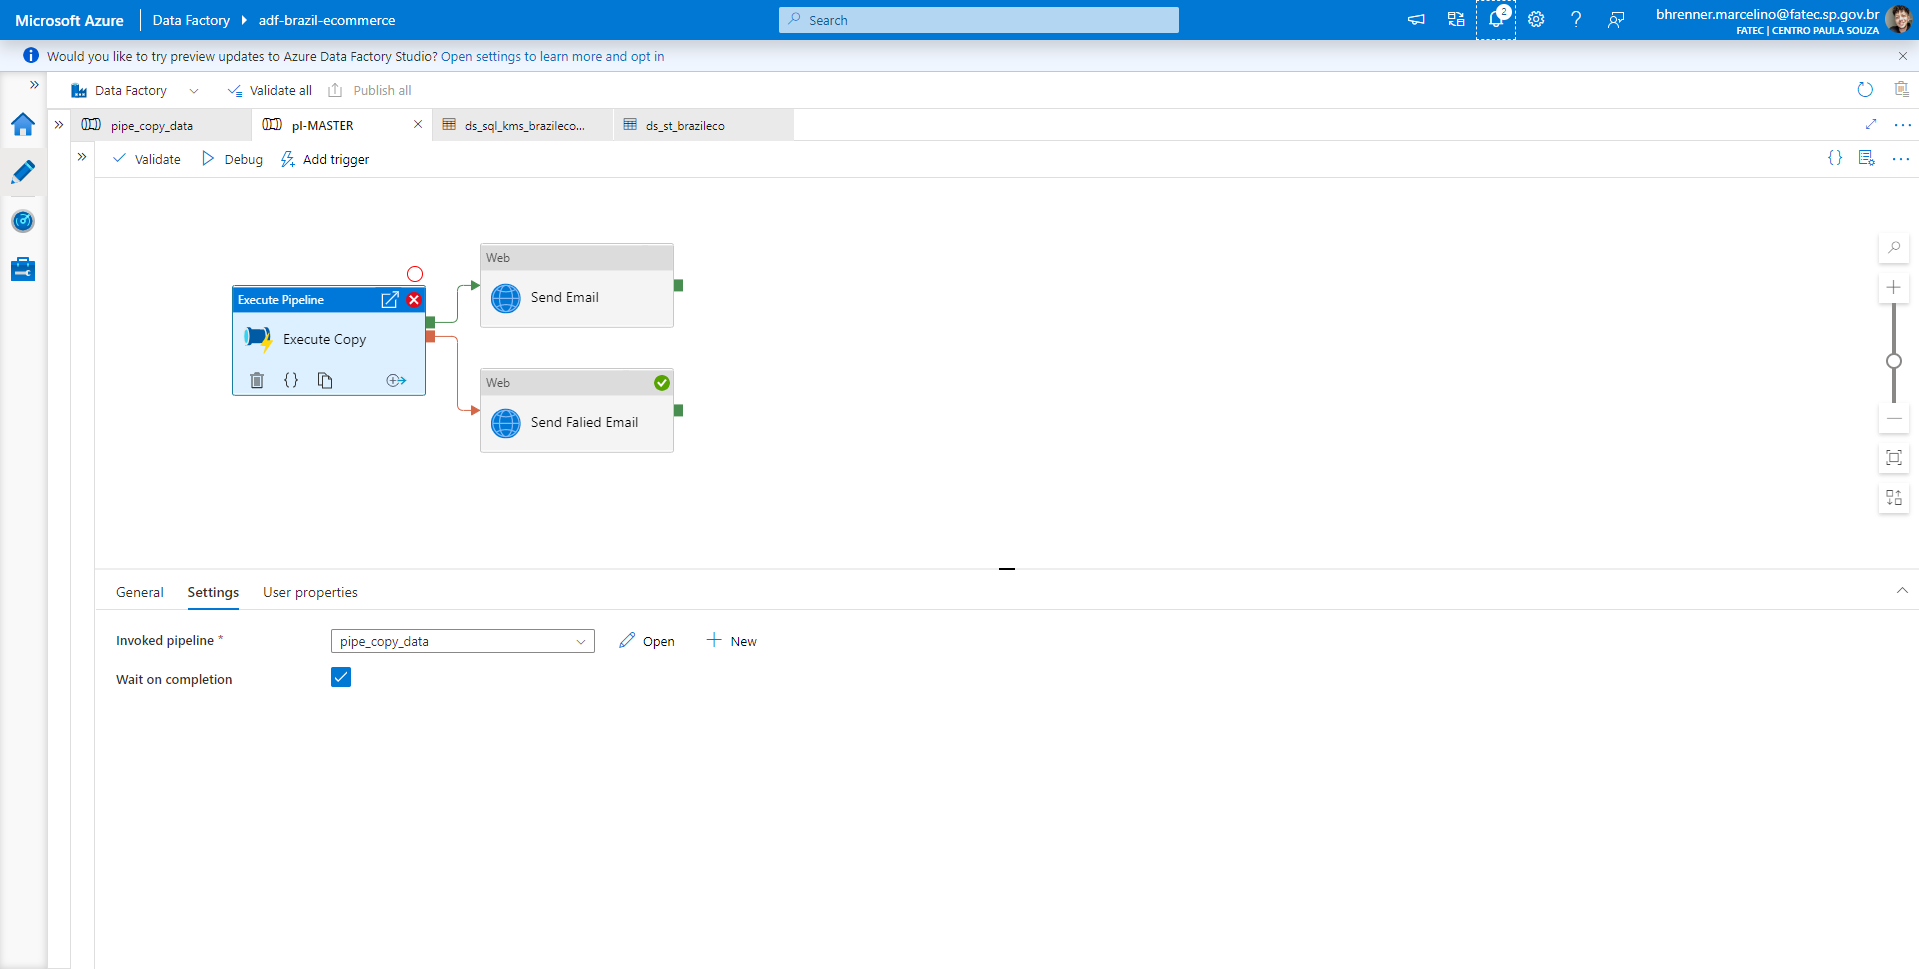 Microsoft Azure
Data Factory
adf-brazil-ecommerce
Search
2
bhrenner.marcelino@fatec.sp.gov.br
FATEC | CENTRO PAULA SOUZA
Would you like to try preview updates to Azure Data Factory Studio? Open settings to learn more and opt in
Data Factory
Validate all
Publish all
pipe_copy_data
pl-MASTER
ds_sql_kms_brazileco...
ds_st_brazileco
Validate
Debug
Add trigger
Web
Send Email
Execute Pipeline
Execute Copy
Web
Send Falied Email
General
Settings
User properties
Invoked pipeline *
pipe_copy_data
Open
New
Wait on completion